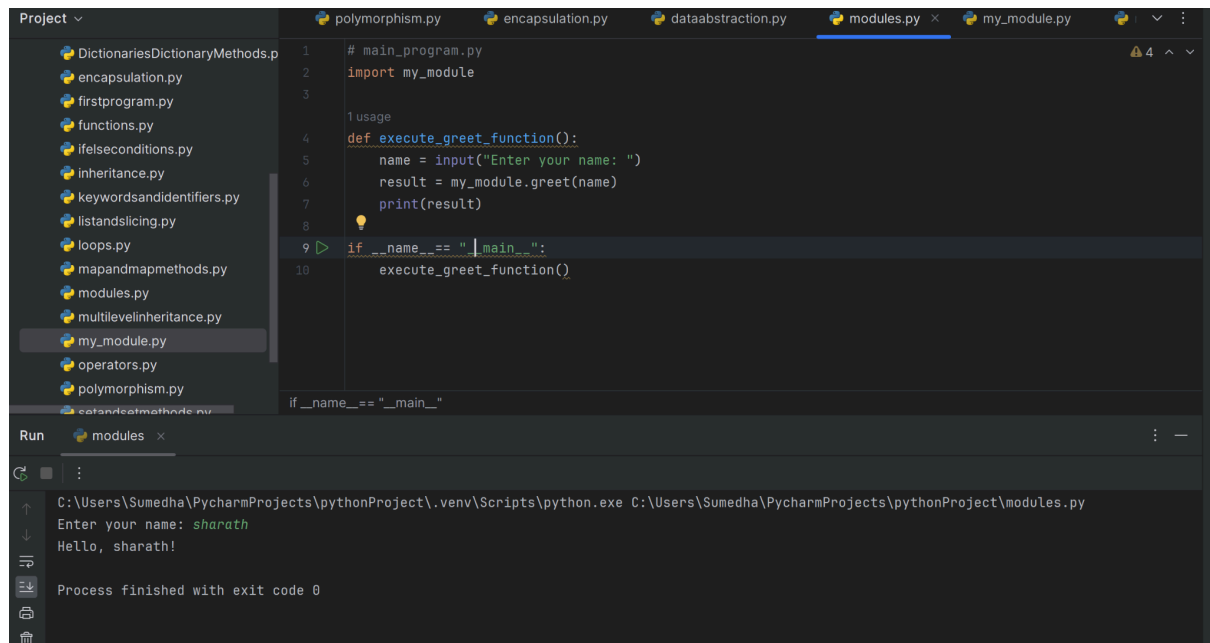 Project
polymorphism.py encapsulation.py dataabstraction.py modules.py my_module.py
DictionariesDictionaryMethods.p
encapsulation.py
firstprogram.py
functions.py
ifelseconditions.py
inheritance.py
keywordsandidentifiers.py
listandslicing.py
loops.py
mapandmapmethods.py
modules.py
multilevelinheritance.py
my_module.py
operators.py
polymorphism.py
setandsetmethods.py
1 # main_program.py
2 import my_module
3
1 usage
4 def execute_greet_function():
5 name = input("Enter your name: ")
6 result = my_module.greet(name)
7 print(result)
8
9 if __name__== "__main__":
10 execute_greet_function()
4
if __name__== "__main__"
Run modules
C:\Users\Sumedha\PycharmProjects\pythonProject\.venv\Scripts\python.exe C:\Users\Sumedha\PycharmProjects\pythonProject\modules.py
Enter your name: sharath
Hello, sharath!
Process finished with exit code 0